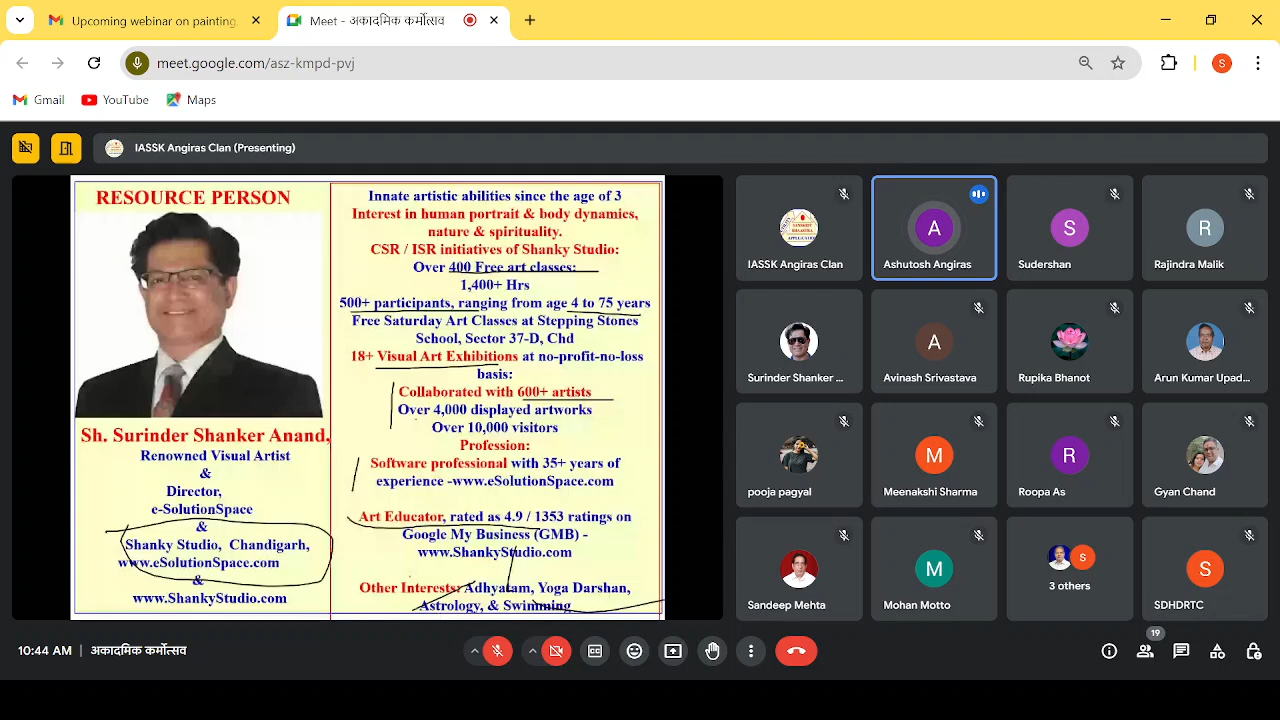 Upcoming webinar on painting,
Meet - अकादमिक कर्मोत्सव
meet.google.com/asz-kmpd-pvj
S
Gmail
YouTube
Maps
IASSK Angiras Clan (Presenting)
RESOURCE PERSON
Sh. Surinder Shanker Anand,
Renowned Visual Artist
&
Director,
e-SolutionSpace
&
Shanky Studio, Chandigarh,
www.eSolutionSpace.com
&
www.ShankyStudio.com
Innate artistic abilities since the age of 3
Interest in human portrait & body dynamics,
nature & spirituality.
CSR / ISR initiatives of Shanky Studio:
Over 400 Free art classes:
1,400+ Hrs
500+ participants, ranging from age 4 to 75 years
Free Saturday Art Classes at Stepping Stones
School, Sector 37-D, Chd
18+ Visual Art Exhibitions at no-profit-no-loss
basis:
Collaborated with 600+ artists
Over 4,000 displayed artworks
Over 10,000 visitors
Profession:
Software professional with 35+ years of
experience -www.eSolutionSpace.com
Art Educator, rated as 4.9 / 1353 ratings on
Google My Business (GMB) -
www.ShankyStudio.com
Other Interests: Adhyatam, Yoga Darshan,
Astrology, & Swimming
IASSK Angiras Clan
A
Ashutosh Angiras
S
Sudershan
R
Rajindra Malik
Surinder Shanker ...
A
Avinash Srivastava
Rupika Bhanot
Arun Kumar Upad...
pooja pagyal
M
Meenakshi Sharma
R
Roopa As
Gyan Chand
Sandeep Mehta
M
Mohan Motto
S
3 others
S
SDHDRTC
10:44 AM | अकादमिक कर्मोत्सव
19